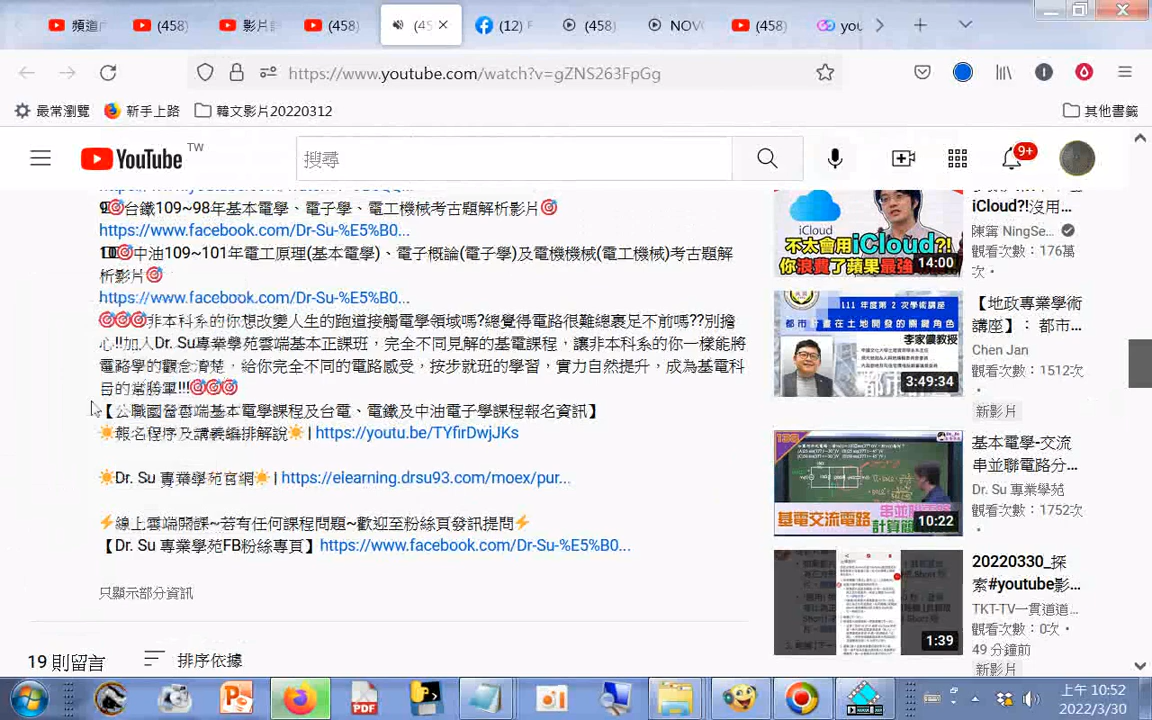 頻道
(458)
影片
(458)
(45
(12)
(458)
NOV
(458)
you
https://www.youtube.com/watch?v=gZNS263FpGg
最常瀏覽
新手上路
韓文影片20220312
其他書籤
YouTube
TW
搜尋
9+
台鐵109~98年基本電學、電子學、電工機械考古題解析影片
https://www.facebook.com/Dr-Su-%E5%B0...
10
中油109~101年電工原理(基本電學)、電子概論(電子學)及電機機械(電工機械)考古題解
析影片
https://www.facebook.com/Dr-Su-%E5%B0...
非本科系的你想改變人生的跑道接觸電學領域嗎?總覺得電路很難總裹足不前嗎??別擔
心!!加入Dr. Su專業學苑雲端基本正課班，完全不同見解的基電課程，讓非本科系的你一樣能將
電路學的觀念清楚，給你完全不同的電路感受，按步就班的學習，實力自然提升，成為基電科
目的常勝軍!!!
【公職國營雲端基本電學課程及台電、電鐵及中油電子學課程報名資訊】
報名程序及講義編排解說 | https://youtu.be/TYfirDwjJKs
Dr. Su 專業學苑官網 | https://elearning.drsu93.com/moex/pur...
線上雲端開課~若有任何課程問題~歡迎至粉絲頁發訊提問
【Dr. Su 專業學苑FB粉絲專頁】https://www.facebook.com/Dr-Su-%E5%B0...
只顯示部分資訊
19 則留言
排序依據
iCloud
不太會用iCloud?!
你浪費了蘋果最強
14:00
iCloud?!沒用...
陳寗 NingSe...
觀看次數：176萬
次・
111 年度第 2 次學術講座
都市計畫在土地開發的關鍵角色
李家儂教授
3:49:34
【地政專業學術
講座】： 都市...
Chen Jan
觀看次數：1512次
・
新影片
基電交流電路
串並聯電路
計算
10:22
基本電學-交流
串並聯電路分...
Dr. Su 專業學苑
觀看次數：1752次
・
1:39
20220330_探
索#youtube影...
TKT-TV一貫道道...
觀看次數：0次・
49 分鐘前
新影片
上午 10:52
2022/3/30